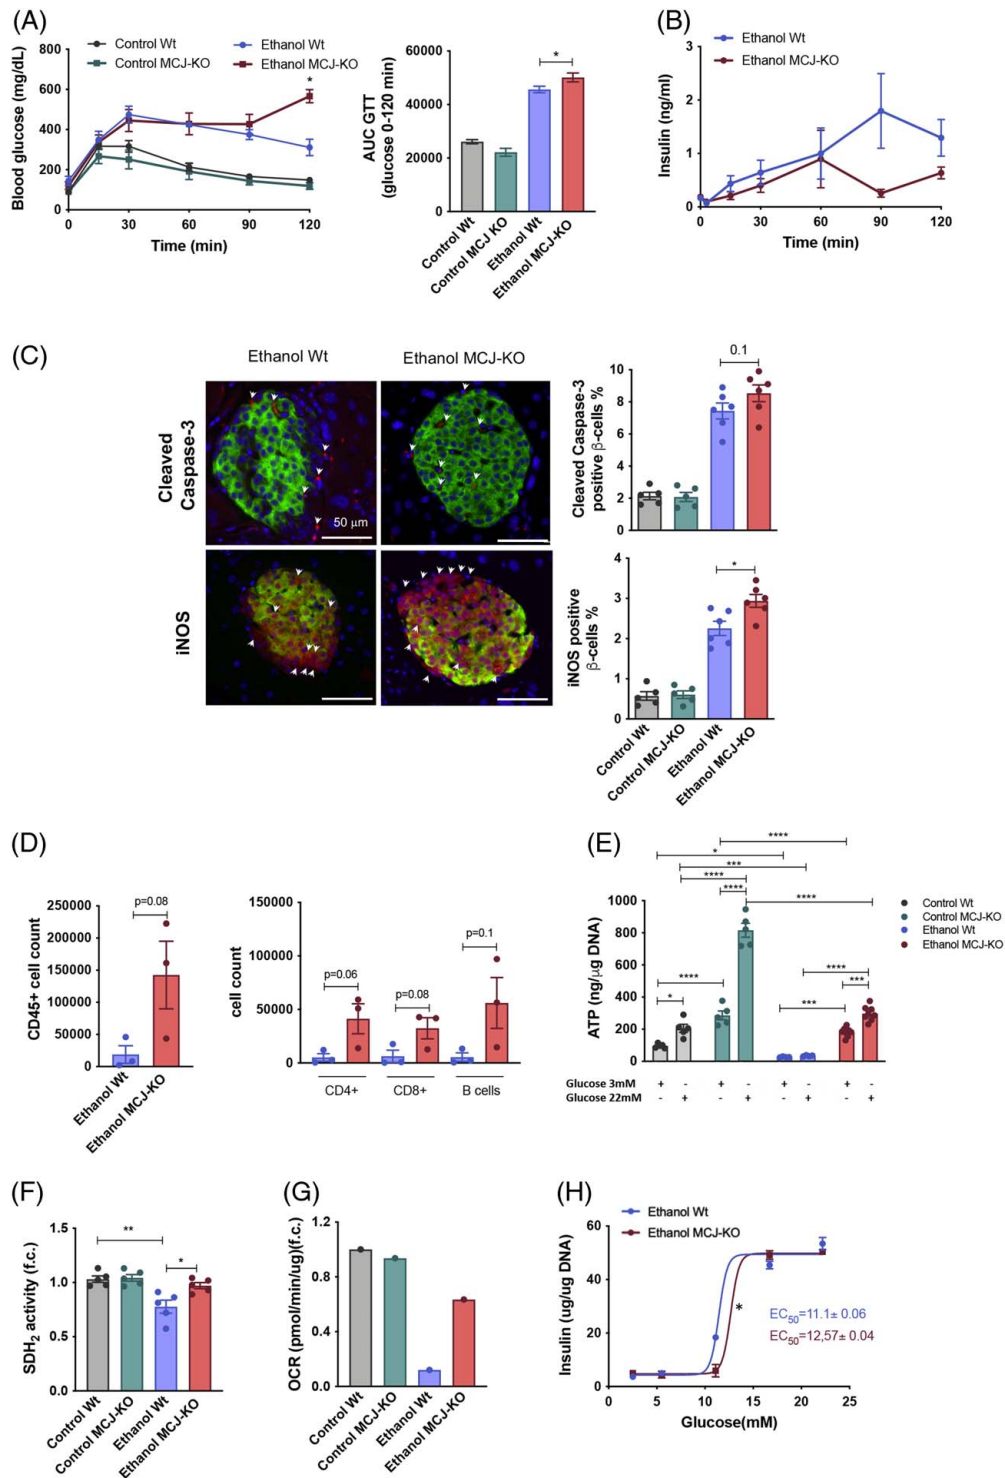 (A)
Control Wt
Ethanol Wt
Control MCJ-KO
Ethanol MCJ-KO
Blood glucose (mg/dL)
800
600
400
200
0
*
0 30 60 90 120
Time (min)
AUC GTT
(glucose 0-120 min)
60000
40000
20000
0
*
Control Wt
Control MCJ KO
Ethanol Wt
Ethanol MCJ-KO
(B)
Ethanol Wt
Ethanol MCJ-KO
Insulin (ng/ml)
3
2
1
0
0 30 60 90 120
Time (min)
(C)
Ethanol Wt
Ethanol MCJ-KO
Cleaved
Caspase-3
50 µm
iNOS
Cleaved Caspase-3
positive β-cells %
10
8
6
4
2
0
0.1
iNOS positive
β-cells %
4
3
2
1
0
*
Control Wt
Control MCJ-KO
Ethanol Wt
Ethanol MCJ-KO
(D)
CD45+ cell count
250000
200000
150000
100000
50000
0
p=0.08
Ethanol Wt
Ethanol MCJ-KO
cell count
150000
100000
50000
0
p=0.06
p=0.08
p=0.1
CD4+
CD8+
B cells
(E)
****
*
***
****
****
****
****
****
***
*
***
Control Wt
Control MCJ-KO
Ethanol Wt
Ethanol MCJ-KO
ATP (ng/µg DNA)
1000
800
600
400
200
0
Glucose 3mM + - + - + - + -
Glucose 22mM - + - + - + - +
(F)
SDH2 activity (f.c.)
1.5
1.0
0.5
0.0
**
*
Control Wt
Control MCJ-KO
Ethanol Wt
Ethanol MCJ-KO
(G)
OCR (pmol/min/ug)(f.c.)
1.2
0.8
0.4
0.0
Control Wt
Control MCJ-KO
Ethanol Wt
Ethanol MCJ-KO
(H)
Ethanol Wt
Ethanol MCJ-KO
Insulin (ug/ug DNA)
60
40
20
0
*
EC50=11.1± 0.06
EC50=12,57± 0.04
0 5 10 15 20 25
Glucose(mM)